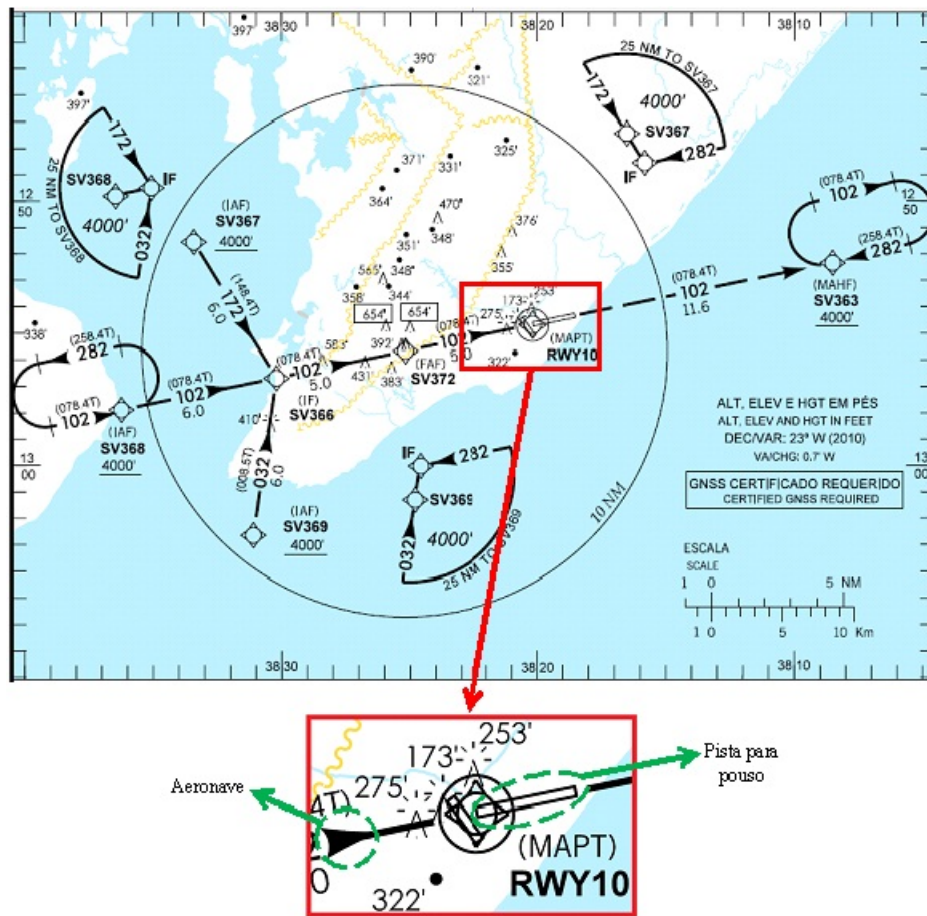 38 30
38 20
38 10
397'
390'
321'
397'
172
25 NM TO SV368
SV368
IF
4000'
032
25 NM TO SV367
172
4000'
SV367
IF
282
371'
331'
325'
364'
470'
348'
351'
348'
565'
344'
358'
376'
355'
12
50
12
50
(IAF)
SV367
4000'
(148.4T)
172
6.0
(078.4T)
102
(258.4T)
282
(078.4T)
102
11.6
(MAHF)
SV363
4000'
654'
654'
253'
173'
275'
(MAPT)
RWY10
322'
338'
(258.4T)
282
(078.4T)
102
(IAF)
SV368
4000'
(078.4T)
102
6.0
(078.4T)
102
5.0
(IF)
SV366
583'
431'
392'
383'
(FAF)
SV372
(078.4T)
102
5.0
410'
(008.5T)
032
6.0
(IAF)
SV369
4000'
IF
282
SV369
4000'
032
25 NM TO SV369
10 NM
13
00
13
00
ALT, ELEV E HGT EM PÉS
ALT, ELEV AND HGT IN FEET
DEC/VAR: 23º W (2010)
VA/CHG: 0.7' W
GNSS CERTIFICADO REQUERIDO
CERTIFIED GNSS REQUIRED
ESCALA
SCALE
1 0 5 NM
1 0 5 10 Km
38 30
38 20
38 10
Aeronave
4T)
0
275'
173'
253'
322'
(MAPT)
RWY10
Pista para
pouso